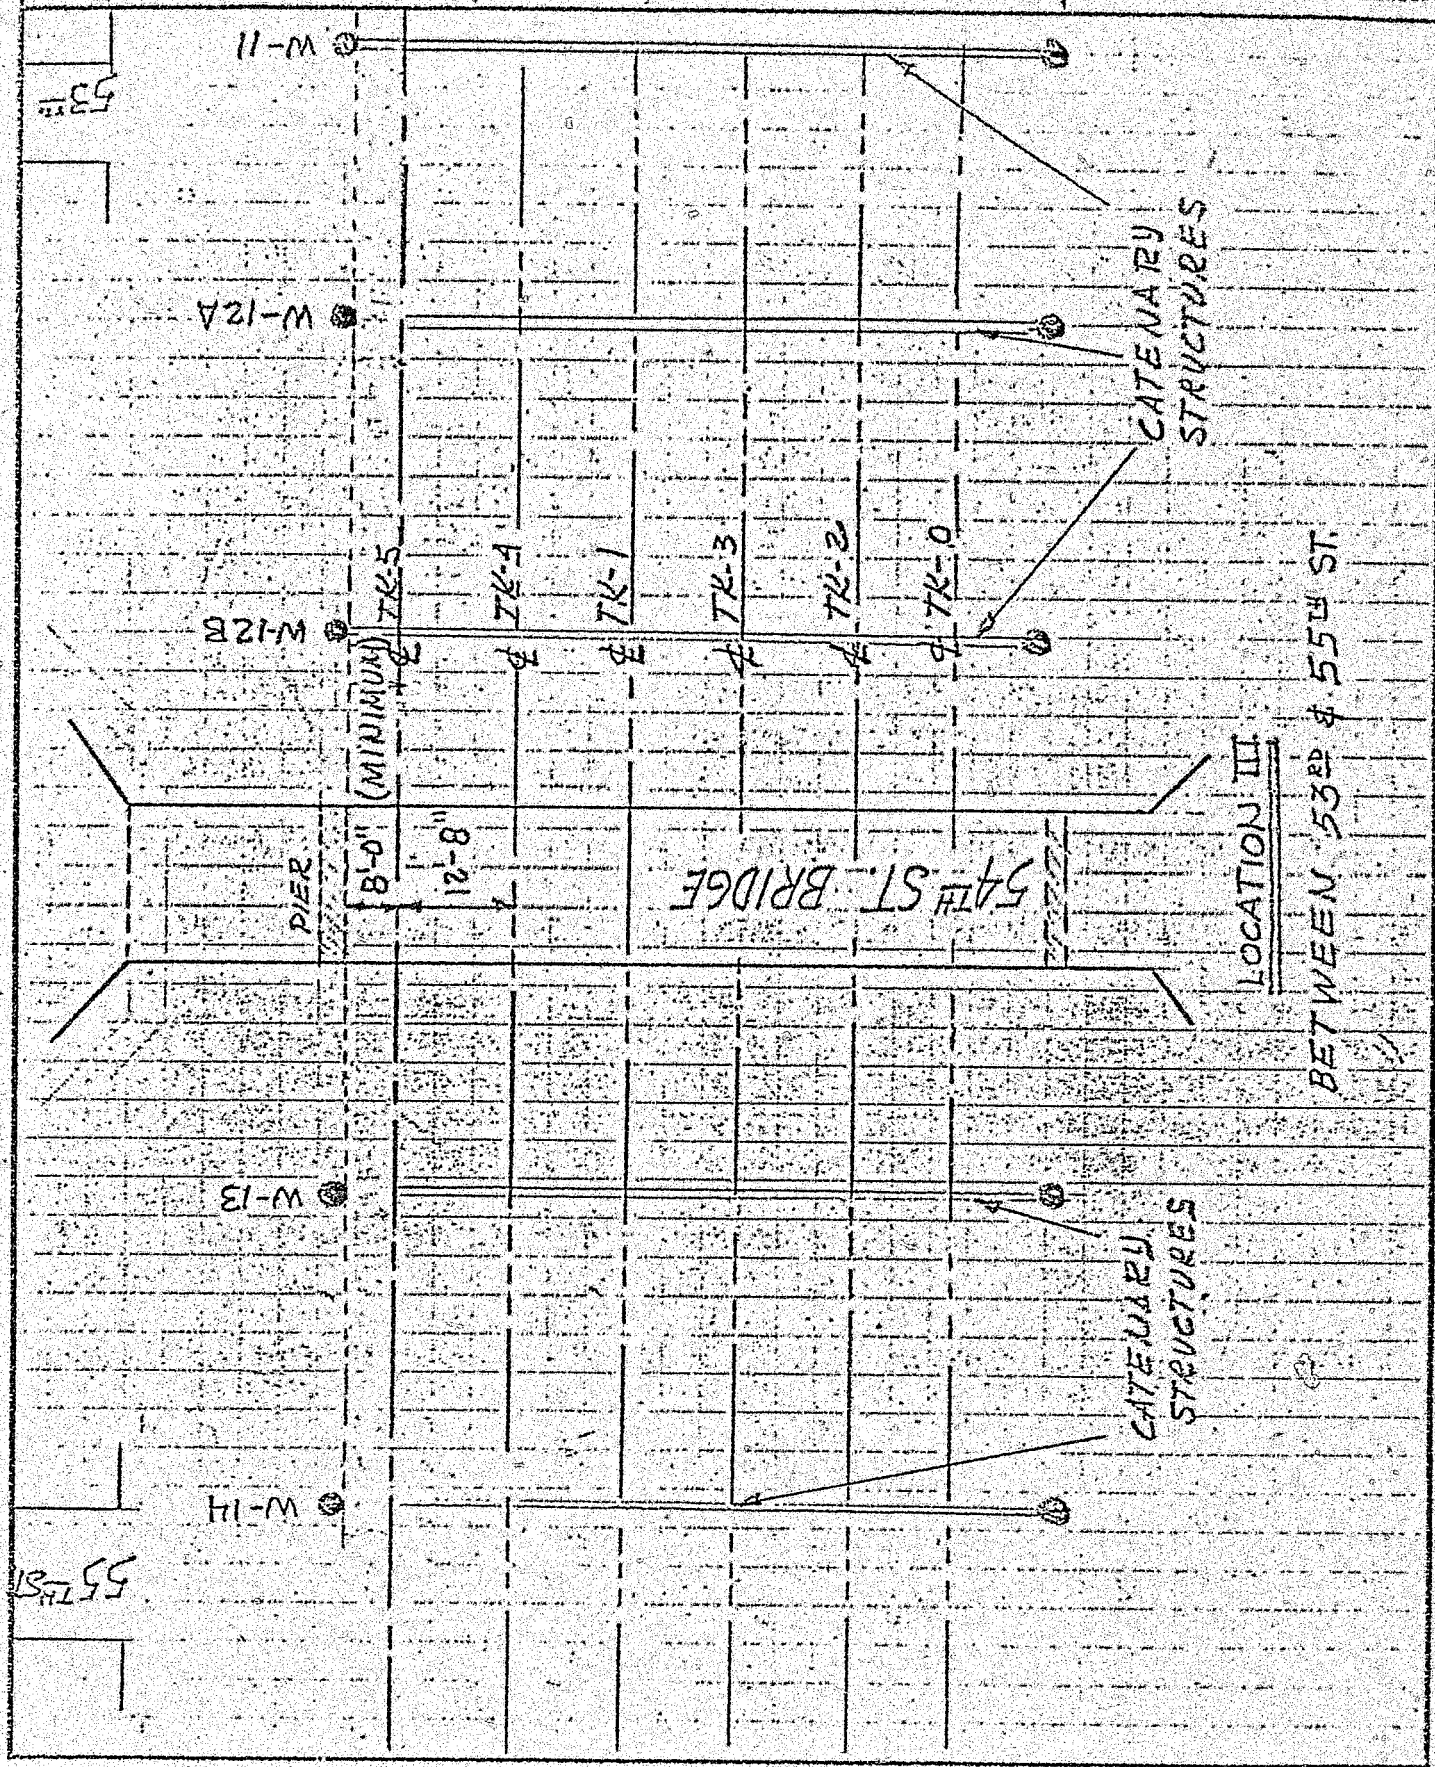 W-11
53RD
W-12A
W-12B
W-13
W-14
55TH ST
TK-5
TK-4
TK-1
TK-3
TK-2
TK-0
8'-0" (MINIMUM)
12'-8"
PIER
54TH ST. BRIDGE
CATENARY
STRUCTURES
CATENARY
STRUCTURES
LOCATION III
BETWEEN 53RD & 55TH ST.